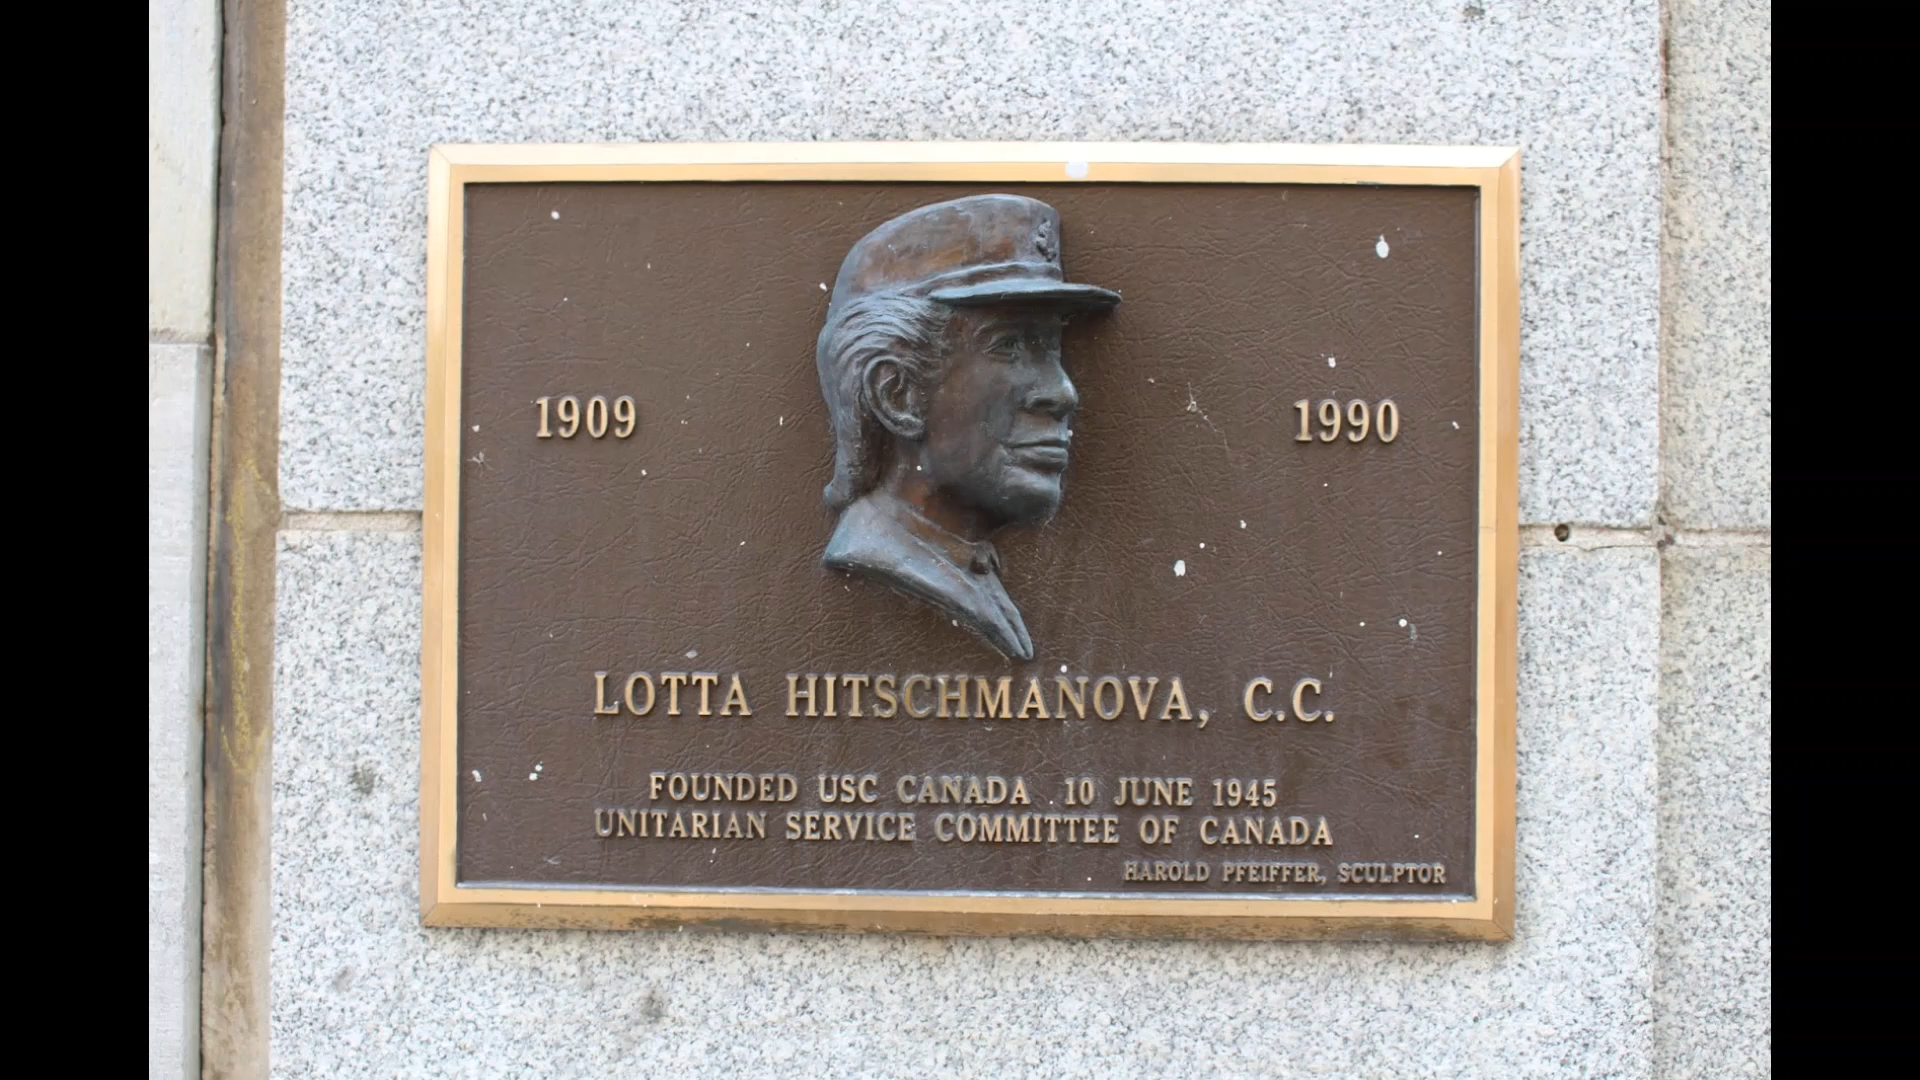 1909 1990
LOTTA HITSCHMANOVA, C.C.
FOUNDED USC CANADA 10 JUNE 1945
UNITARIAN SERVICE COMMITTEE OF CANADA
HAROLD PFEIFFER, SCULPTOR